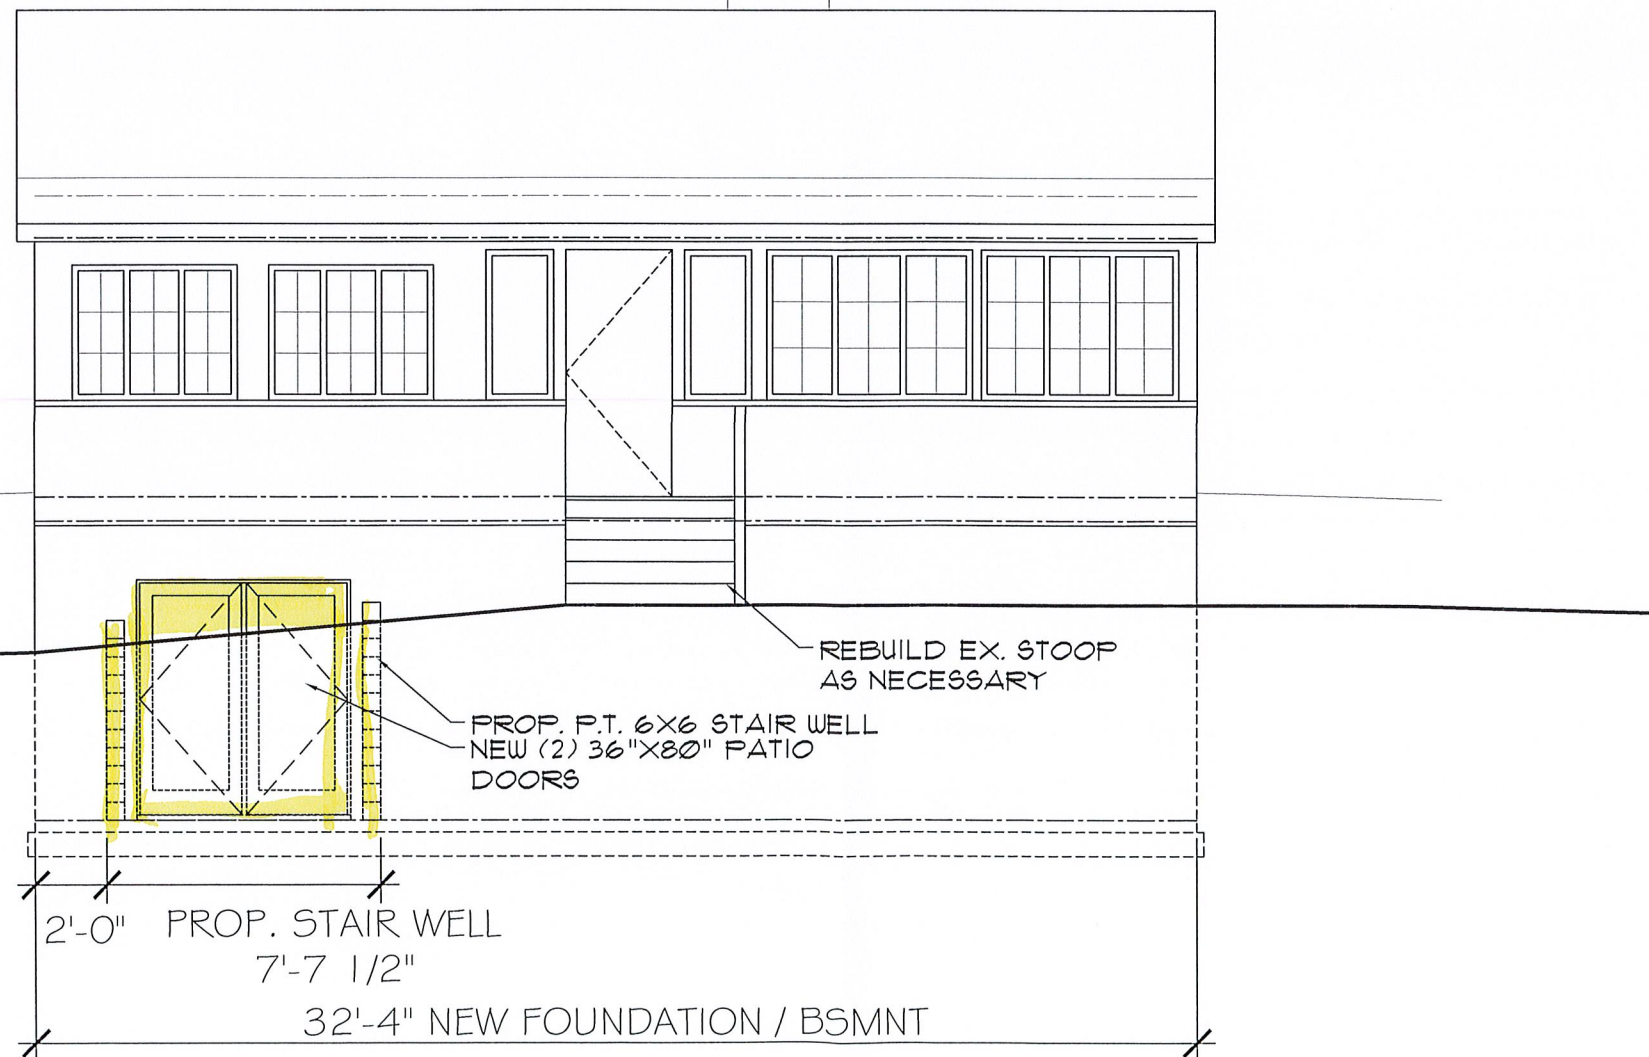 REBUILD EX. STOOP
AS NECESSARY
PROP. P.T. 6X6 STAIR WELL
NEW (2) 36"X80" PATIO
DOORS
2'-0" PROP. STAIR WELL
7'-7 1/2"
32'-4" NEW FOUNDATION / BSMNT